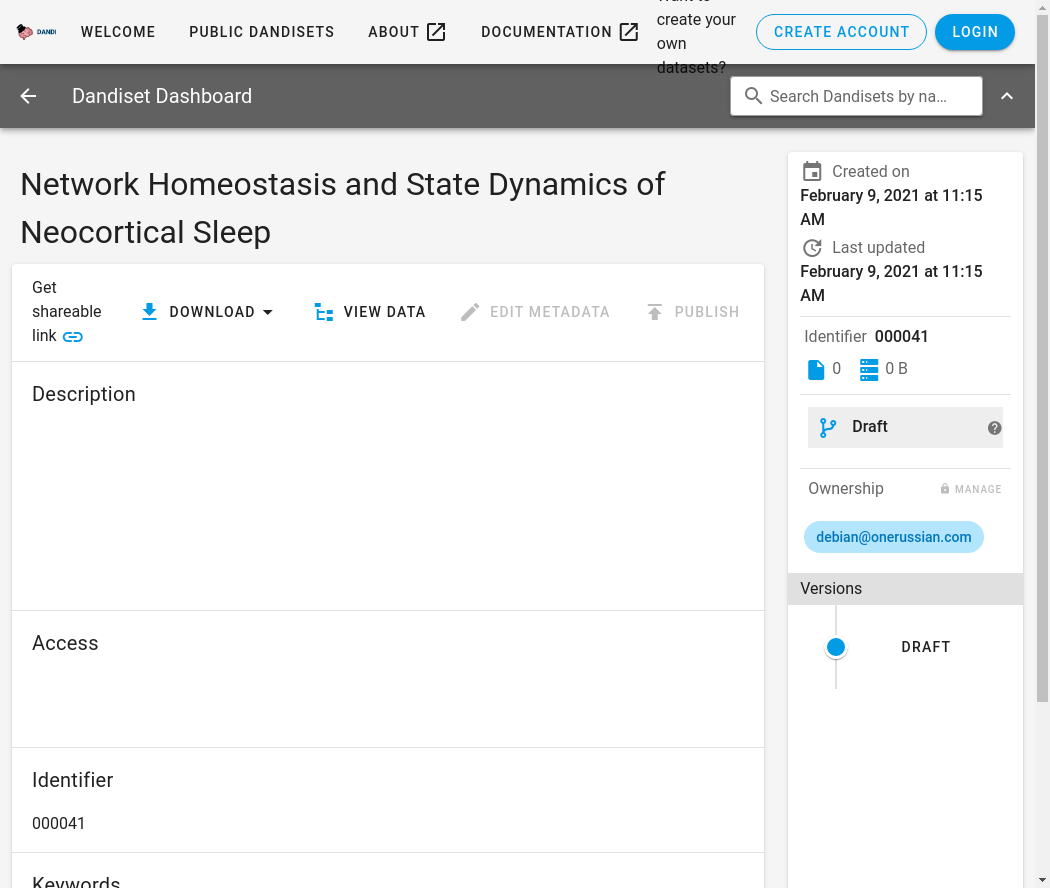 DANDI
WELCOME
PUBLIC DANDISETS
ABOUT
DOCUMENTATION
Want to
create your
own
datasets?
CREATE ACCOUNT
LOGIN
Dandiset Dashboard
Search Dandisets by na…
Network Homeostasis and State Dynamics of
Neocortical Sleep
Get
shareable
link
DOWNLOAD
VIEW DATA
EDIT METADATA
PUBLISH
Description
Access
Identifier
000041
Keywords
Created on
February 9, 2021 at 11:15
AM
Last updated
February 9, 2021 at 11:15
AM
Identifier 000041
0
0 B
Draft
Ownership
MANAGE
debian@onerussian.com
Versions
DRAFT